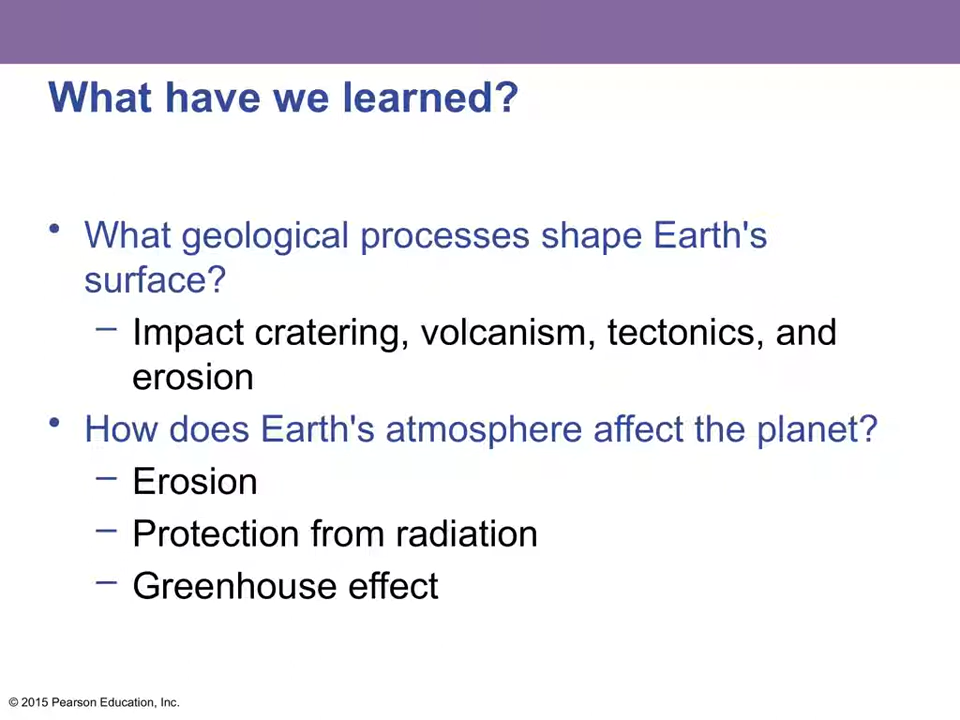 What have we learned?
• What geological processes shape Earth's
surface?
– Impact cratering, volcanism, tectonics, and
erosion
• How does Earth's atmosphere affect the planet?
– Erosion
– Protection from radiation
– Greenhouse effect
© 2015 Pearson Education, Inc.